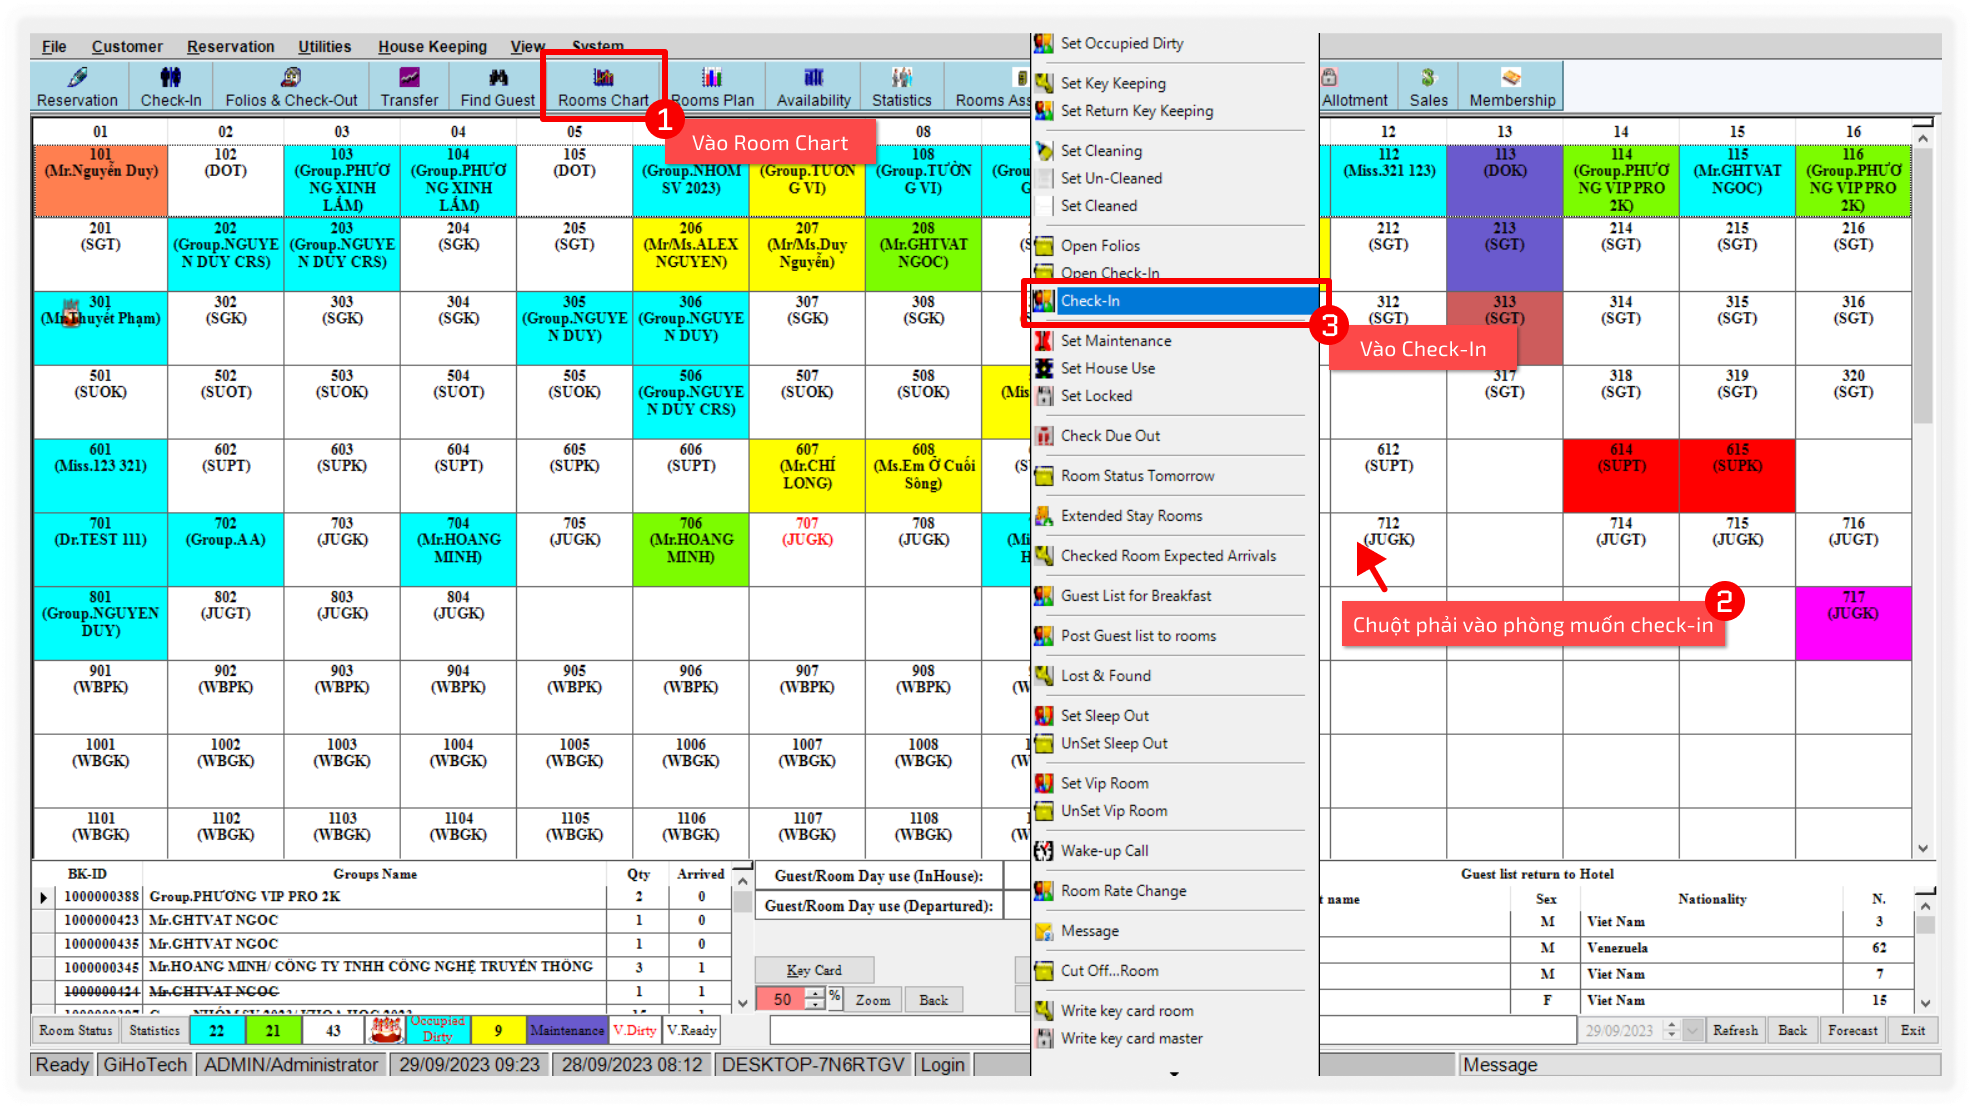 File Customer Reservation Utilities House Keeping View System
Reservation Check-In Folios & Check-Out Transfer Find Guest Rooms Chart Rooms Plan Availability Statistics Rooms Ass Allotment Sales Membership
1
Vào Room Chart
01 02 03 04 05 08 12 13 14 15 16
101 (Mr.Nguyễn Duy)
102 (DOT)
103 (Group.PHƯƠNG XINH LẮM)
104 (Group.PHƯƠNG XINH LẮM)
105 (DOT)
(Group.NHÓM SV 2023)
(Group.TƯỜNG VI)
108 (Group.TƯỜNG VI)
112 (Miss.321 123)
113 (DOK)
114 (Group.PHƯƠNG VIP PRO 2K)
115 (Mr.GHTVAT NGOC)
116 (Group.PHƯƠNG VIP PRO 2K)
201 (SGT)
202 (Group.NGUYEN DUY CRS)
203 (Group.NGUYEN DUY CRS)
204 (SGK)
205 (SGT)
206 (Mr/Ms.ALEX NGUYEN)
207 (Mr/Ms.Duy Nguyễn)
208 (Mr.GHTVAT NGOC)
212 (SGT)
213 (SGT)
214 (SGT)
215 (SGT)
216 (SGT)
301 (Mr.Thuyết Phạm)
302 (SGK)
303 (SGK)
304 (SGK)
305 (Group.NGUYEN DUY)
306 (Group.NGUYEN DUY)
307 (SGK)
308 (SGK)
312 (SGT)
313 (SGT)
314 (SGT)
315 (SGT)
316 (SGT)
501 (SUOK)
502 (SUOT)
503 (SUOK)
504 (SUOT)
505 (SUOK)
506 (Group.NGUYEN DUY CRS)
507 (SUOK)
508 (SUOK)
(Mis
317 (SGT)
318 (SGT)
319 (SGT)
320 (SGT)
601 (Miss.123 321)
602 (SUPT)
603 (SUPK)
604 (SUPT)
605 (SUPK)
606 (SUPT)
607 (Mr.CHÍ LONG)
608 (Ms.Em Ở Cuối Sông)
612 (SUPT)
614 (SUPT)
615 (SUPK)
701 (Dr.TEST 111)
702 (Group.AA)
703 (JUGK)
704 (Mr.HOANG MINH)
705 (JUGK)
706 (Mr.HOANG MINH)
707 (JUGK)
708 (JUGK)
712 (JUGK)
714 (JUGT)
715 (JUGK)
716 (JUGT)
801 (Group.NGUYEN DUY)
802 (JUGT)
803 (JUGK)
804 (JUGK)
717 (JUGK)
901 (WBPK)
902 (WBPK)
903 (WBPK)
904 (WBPK)
905 (WBPK)
906 (WBPK)
907 (WBPK)
908 (WBPK)
1001 (WBGK)
1002 (WBGK)
1003 (WBGK)
1004 (WBGK)
1005 (WBGK)
1006 (WBGK)
1007 (WBGK)
1008 (WBGK)
1101 (WBGK)
1102 (WBGK)
1103 (WBGK)
1104 (WBGK)
1105 (WBGK)
1106 (WBGK)
1107 (WBGK)
1108 (WBGK)
Set Occupied Dirty
Set Key Keeping
Set Return Key Keeping
Set Cleaning
Set Un-Cleaned
Set Cleaned
Open Folios
Open Check-In
Check-In
Set Maintenance
Set House Use
Set Locked
Check Due Out
Room Status Tomorrow
Extended Stay Rooms
Checked Room Expected Arrivals
Guest List for Breakfast
Post Guest list to rooms
Lost & Found
Set Sleep Out
UnSet Sleep Out
Set Vip Room
UnSet Vip Room
Wake-up Call
Room Rate Change
Message
Cut Off...Room
Write key card room
Write key card master
3
Vào Check-In
2
Chuột phải vào phòng muốn check-in
BK-ID Groups Name Qty Arrived
1000000388 Group.PHƯƠNG VIP PRO 2K 2 0
1000000423 Mr.GHTVAT NGOC 1 0
1000000435 Mr.GHTVAT NGOC 1 0
1000000345 Mr.HOANG MINH/ CÔNG TY TNHH CÔNG NGHỆ TRUYỀN THÔNG 3 1
1000000424 Mr.GHTVAT NGOC 1 1
Guest/Room Day use (InHouse):
Guest/Room Day use (Departured):
Key Card
50 % Zoom Back
Guest list return to Hotel
t name Sex Nationality N.
M Viet Nam 3
M Venezuela 62
M Viet Nam 7
F Viet Nam 15
Room Status Statistics 22 21 43 Occupied Dirty 9 Maintenance V.Dirty V.Ready
29/09/2023 Refresh Back Forecast Exit
Ready GiHoTech ADMIN/Administrator 29/09/2023 09:23 28/09/2023 08:12 DESKTOP-7N6RTGV Login Message